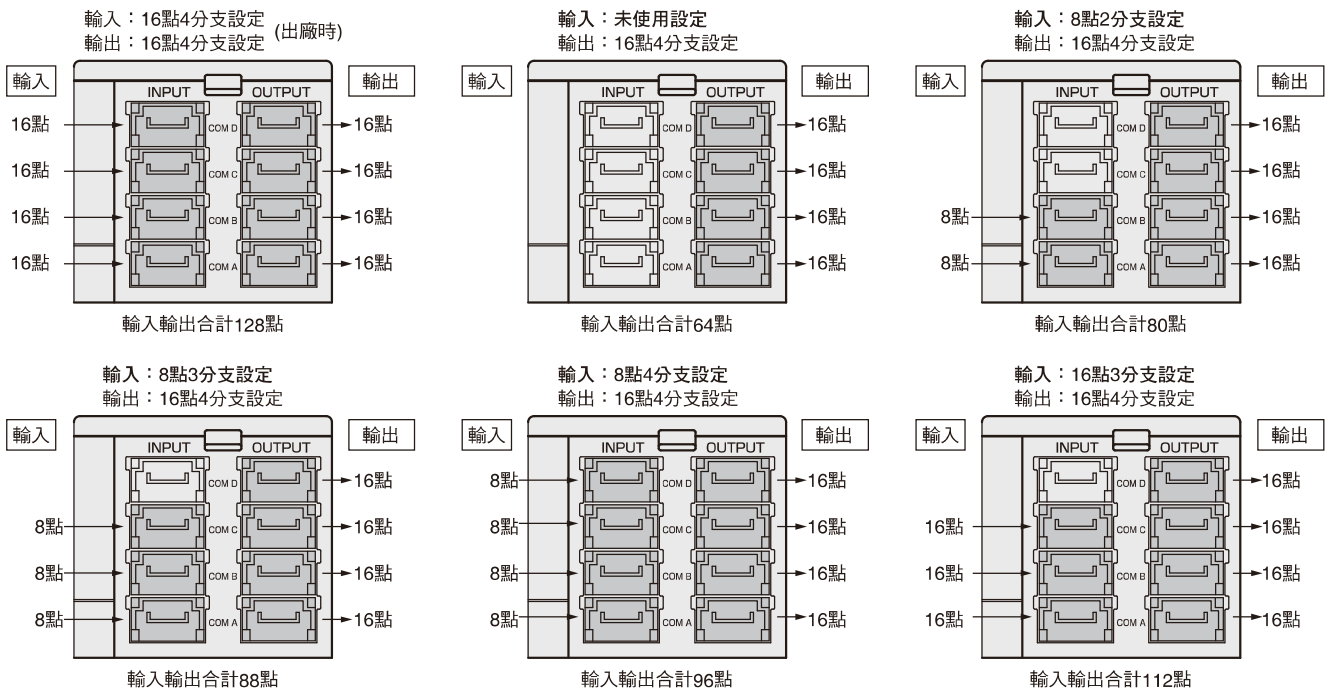 輸入：16點4分支設定
輸出：16點4分支設定
(出廠時)
輸入
輸出
INPUT
OUTPUT
16點
COM D
16點
16點
COM C
16點
16點
COM B
16點
16點
COM A
16點
輸入輸出合計128點
輸入：未使用設定
輸出：16點4分支設定
輸入
輸出
INPUT
OUTPUT
COM D
16點
COM C
16點
COM B
16點
COM A
16點
輸入輸出合計64點
輸入：8點2分支設定
輸出：16點4分支設定
輸入
輸出
INPUT
OUTPUT
COM D
16點
COM C
16點
8點
COM B
16點
8點
COM A
16點
輸入輸出合計80點
輸入：8點3分支設定
輸出：16點4分支設定
輸入
輸出
INPUT
OUTPUT
COM D
16點
8點
COM C
16點
8點
COM B
16點
8點
COM A
16點
輸入輸出合計88點
輸入：8點4分支設定
輸出：16點4分支設定
輸入
輸出
INPUT
OUTPUT
8點
COM D
16點
8點
COM C
16點
8點
COM B
16點
8點
COM A
16點
輸入輸出合計96點
輸入：16點3分支設定
輸出：16點4分支設定
輸入
輸出
INPUT
OUTPUT
COM D
16點
16點
COM C
16點
16點
COM B
16點
16點
COM A
16點
輸入輸出合計112點